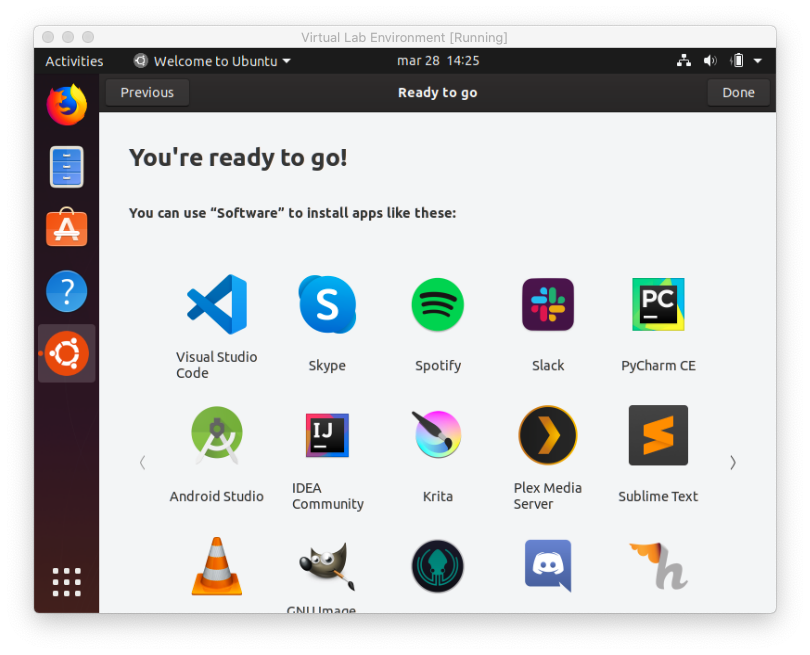 Virtual Lab Environment [Running]
Activities
Welcome to Ubuntu
mar 28 14:25
Previous
Ready to go
Done
You're ready to go!
You can use “Software” to install apps like these:
S
PC
Visual Studio
Code
Skype
Spotify
Slack
PyCharm CE
IJ
Android Studio
IDEA
Community
Krita
Plex Media
Server
Sublime Text
h
GNU Image